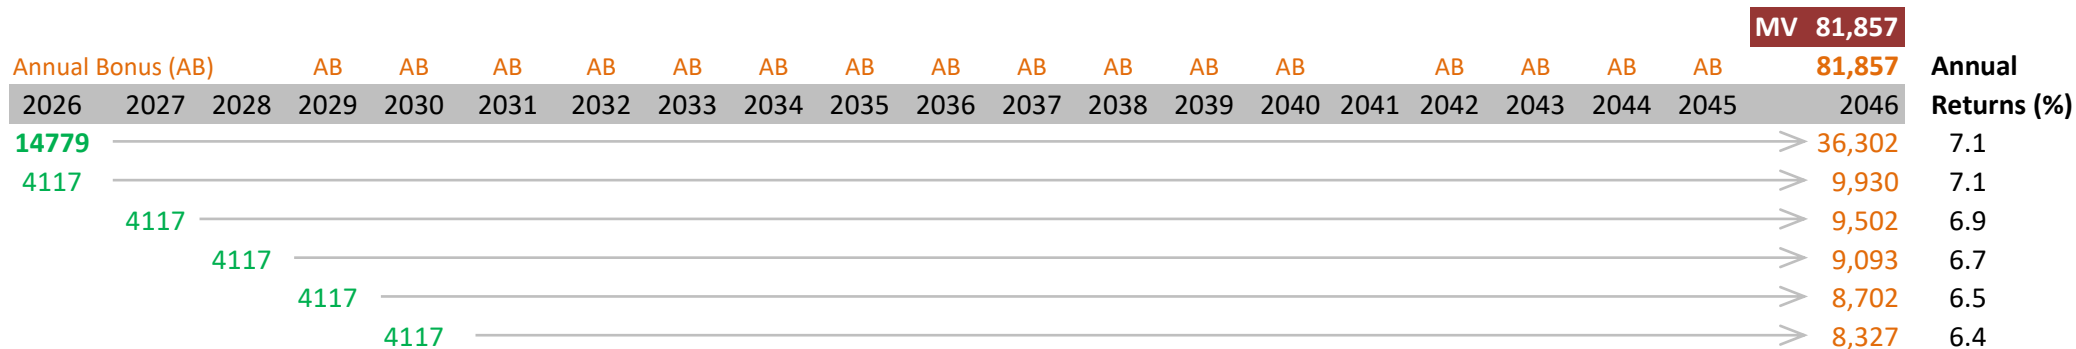 MV 81,857
Annual Bonus (AB) AB AB AB AB AB AB AB AB AB AB AB AB AB AB AB AB 81,857 Annual
2026 2027 2028 2029 2030 2031 2032 2033 2034 2035 2036 2037 2038 2039 2040 2041 2042 2043 2044 2045 2046 Returns (%)
14779 36,302 7.1
4117 9,930 7.1
4117 9,502 6.9
4117 9,093 6.7
4117 8,702 6.5
4117 8,327 6.4